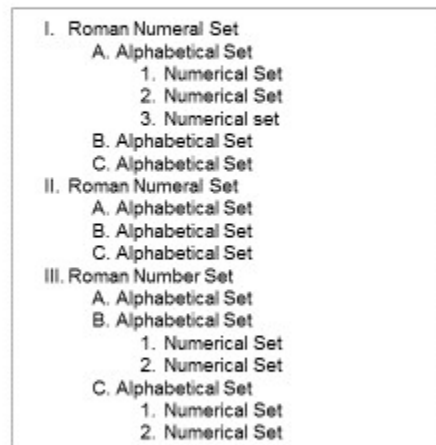 I. Roman Numeral Set
A. Alphabetical Set
1. Numerical Set
2. Numerical Set
3. Numerical set
B. Alphabetical Set
C. Alphabetical Set
II. Roman Numeral Set
A. Alphabetical Set
B. Alphabetical Set
C. Alphabetical Set
III. Roman Number Set
A. Alphabetical Set
B. Alphabetical Set
1. Numerical Set
2. Numerical Set
C. Alphabetical Set
1. Numerical Set
2. Numerical Set